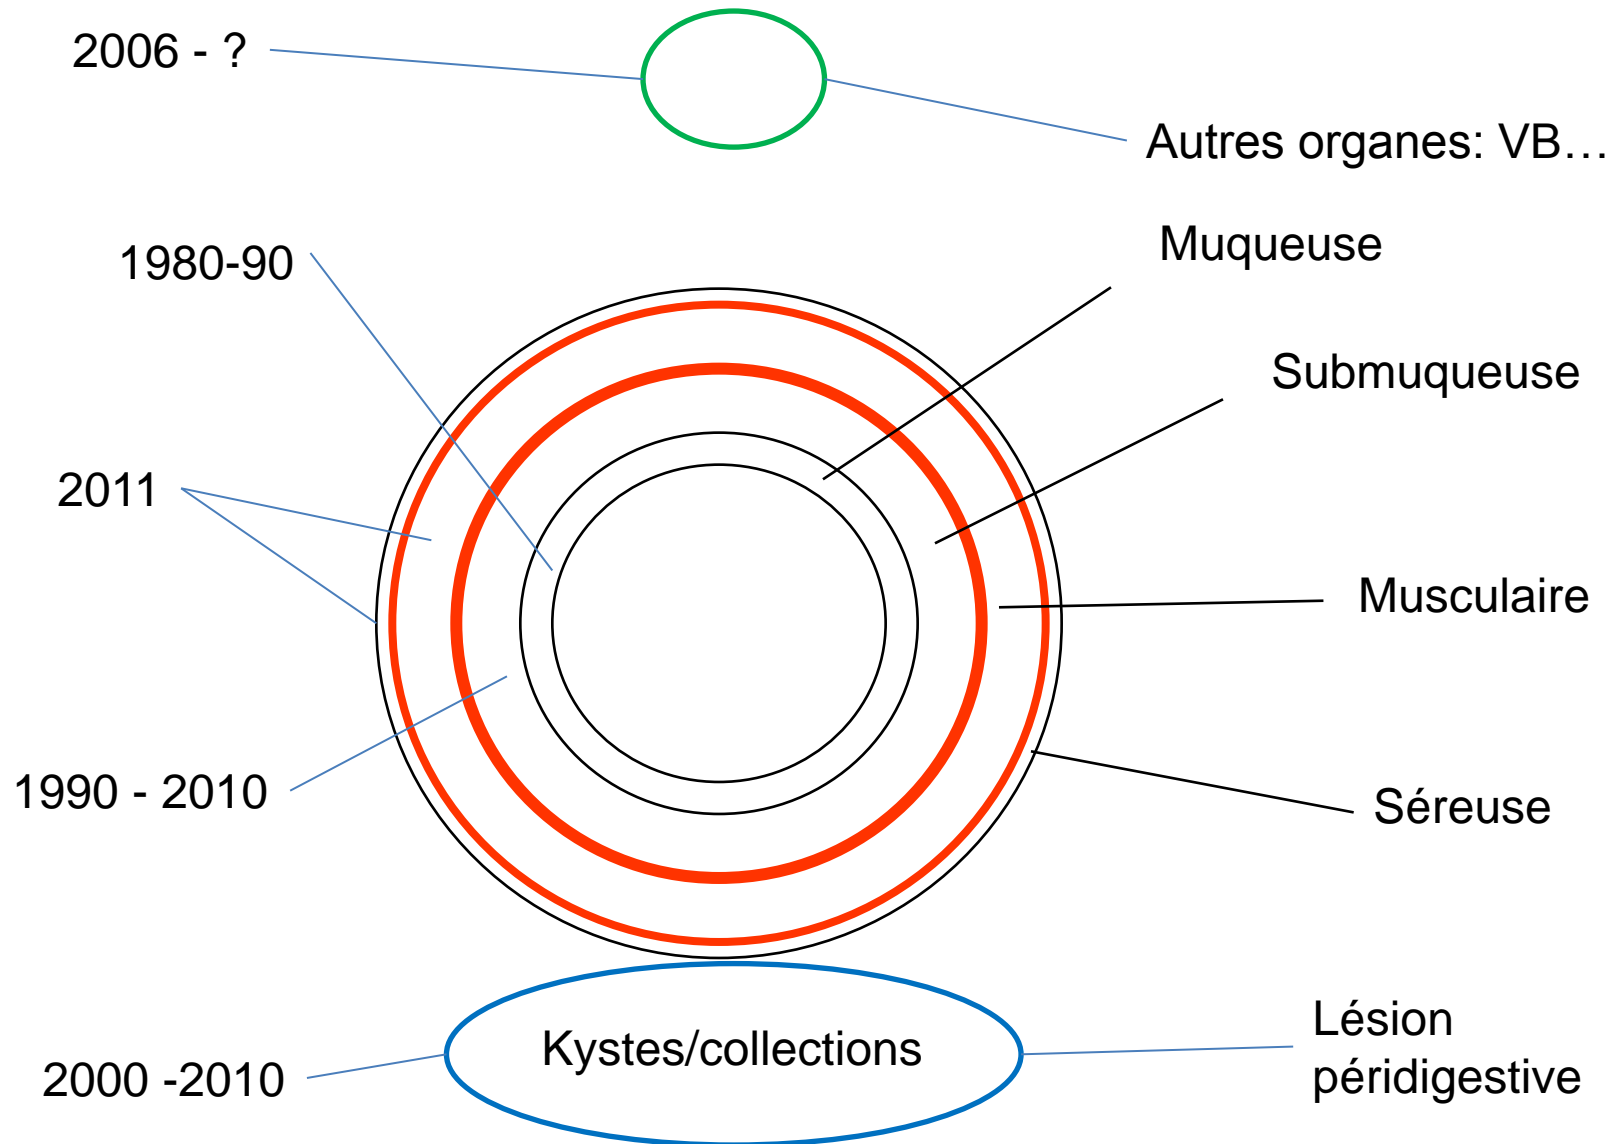 2006 - ?
Autres organes: VB…
Muqueuse
1980-90
Submuqueuse
2011
Musculaire
1990 - 2010
Séreuse
Kystes/collections
Lésion
péridigestive
2000 -2010